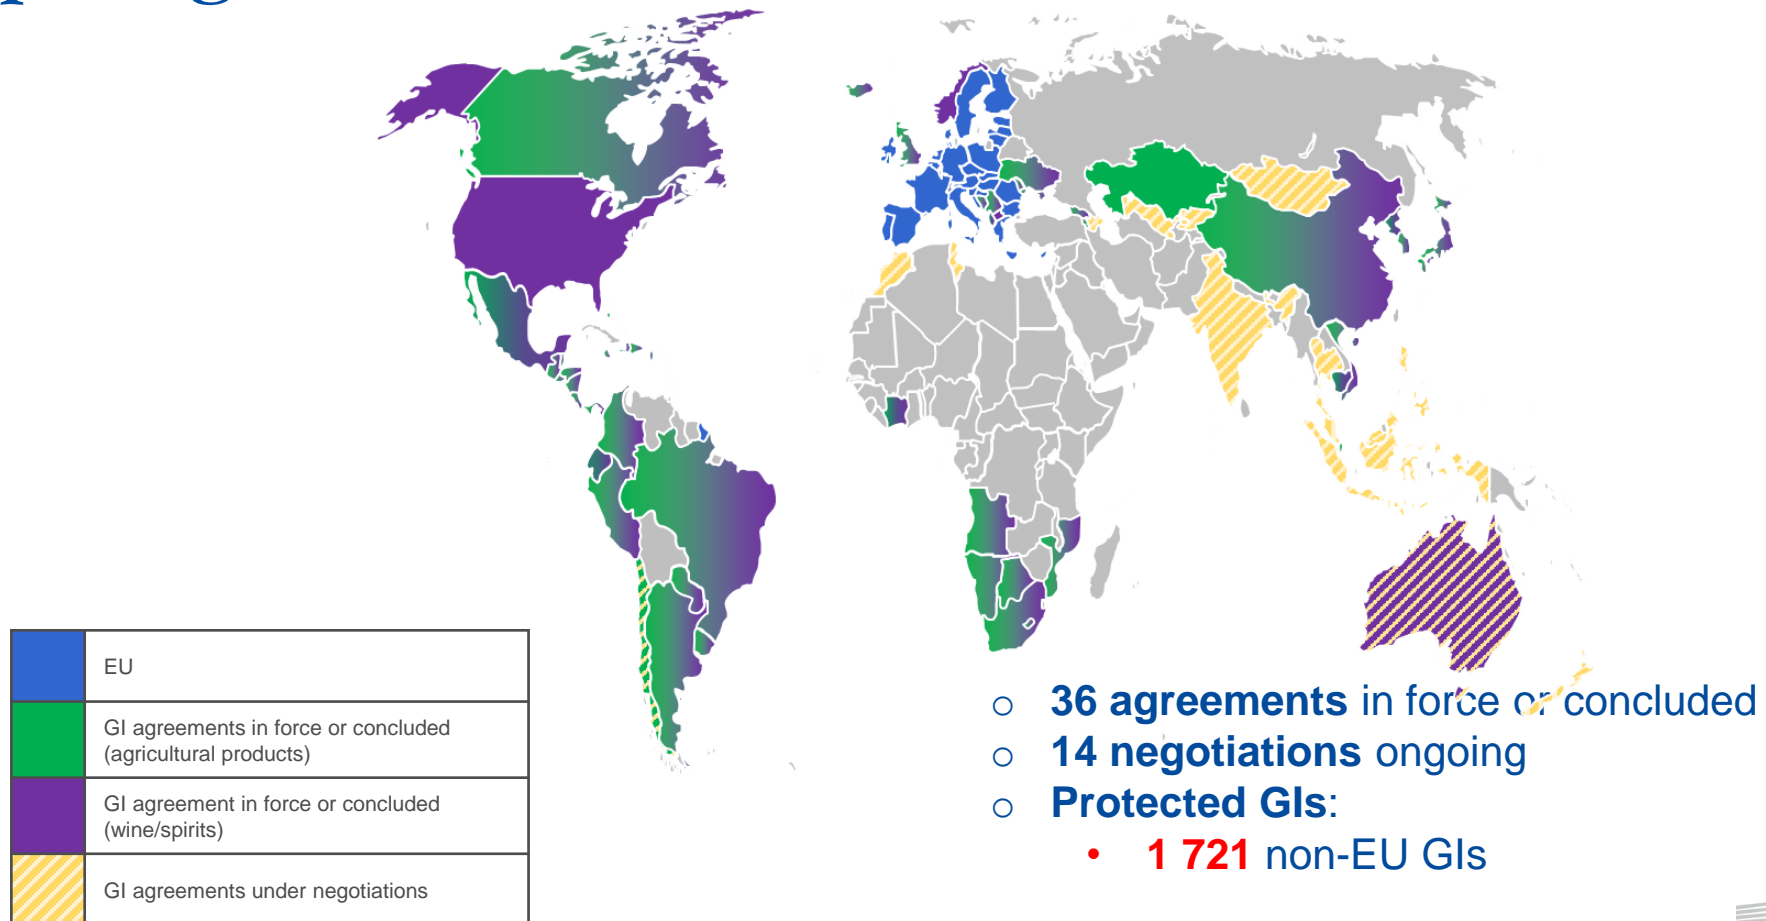 EU
GI agreements in force or concluded
(agricultural products)
GI agreement in force or concluded
(wine/spirits)
GI agreements under negotiations
o 36 agreements in force or concluded
o 14 negotiations ongoing
o Protected GIs:
• 1 721 non-EU GIs